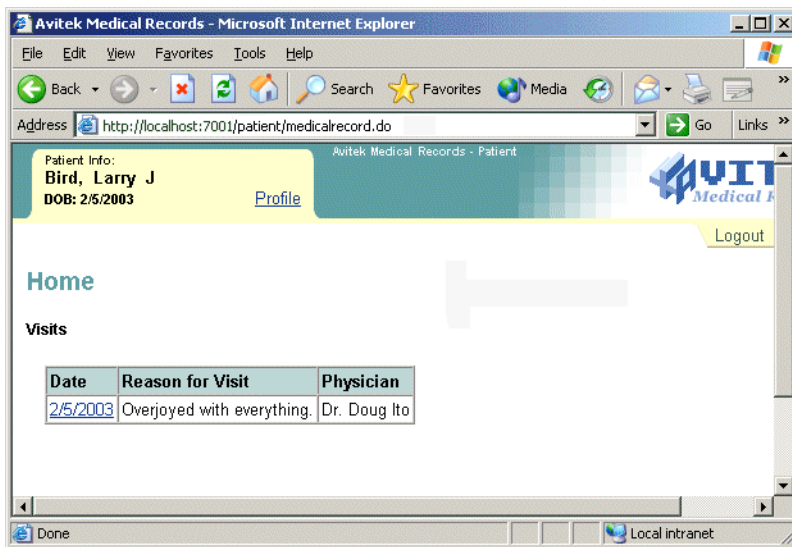 Avitek Medical Records - Microsoft Internet Explorer
File Edit View Favorites Tools Help
Back Search Favorites Media »
Address http://localhost:7001/patient/medicalrecord.do Go Links »
Patient Info:
Bird, Larry J
DOB: 2/5/2003 Profile
Avitek Medical Records - Patient
AVIT
Medical R
Logout
Home
Visits
Date Reason for Visit Physician
2/5/2003 Overjoyed with everything. Dr. Doug Ito
Done Local intranet